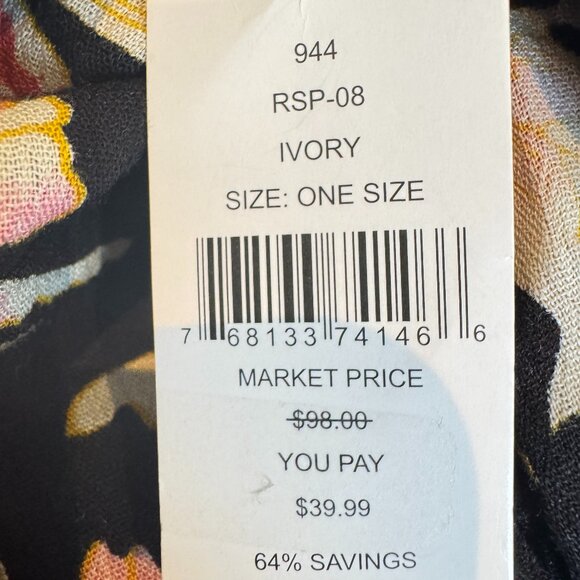 944
RSP-08
IVORY
SIZE: ONE SIZE
7 68133 74146 6
MARKET PRICE
$98.00
YOU PAY
$39.99
64% SAVINGS